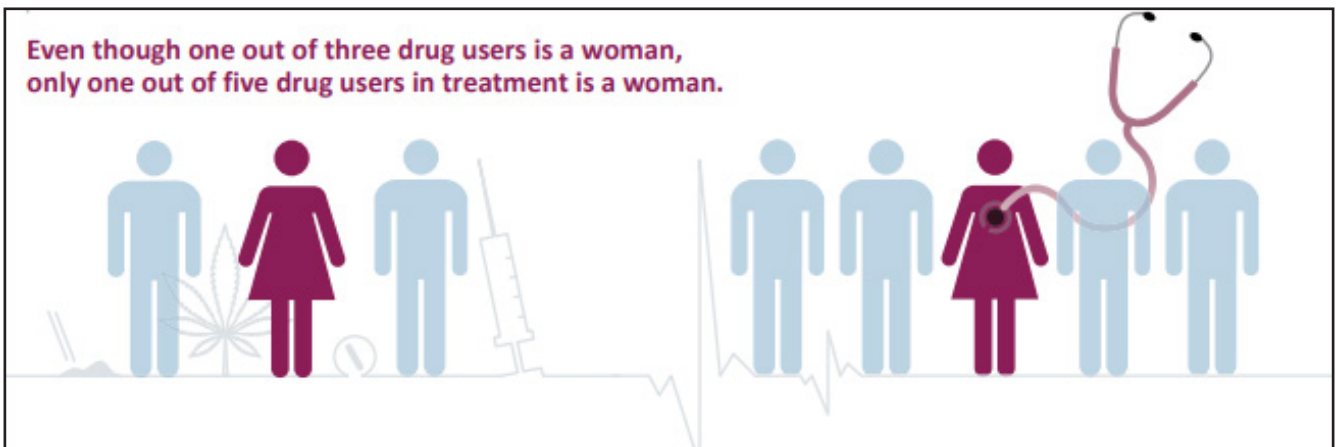 Even though one out of three drug users is a woman,
only one out of five drug users in treatment is a woman.